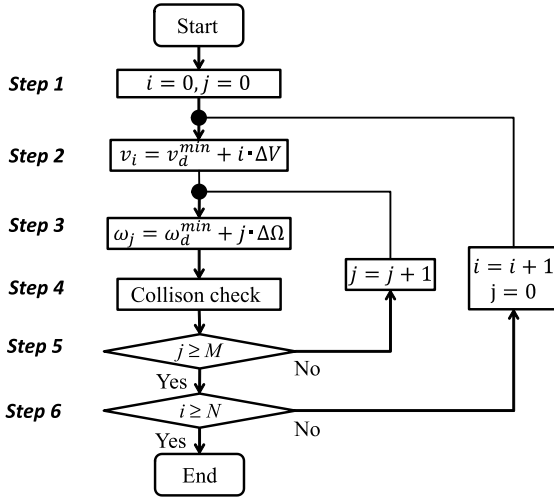 Start
Step 1
i = 0, j = 0
Step 2
v_i = v_d^{min} + i·ΔV
Step 3
ω_j = ω_d^{min} + j·ΔΩ
j = j + 1
i = i + 1
j = 0
Step 4
Collison check
Step 5
j ≥ M
No
Yes
Step 6
i ≥ N
No
Yes
End